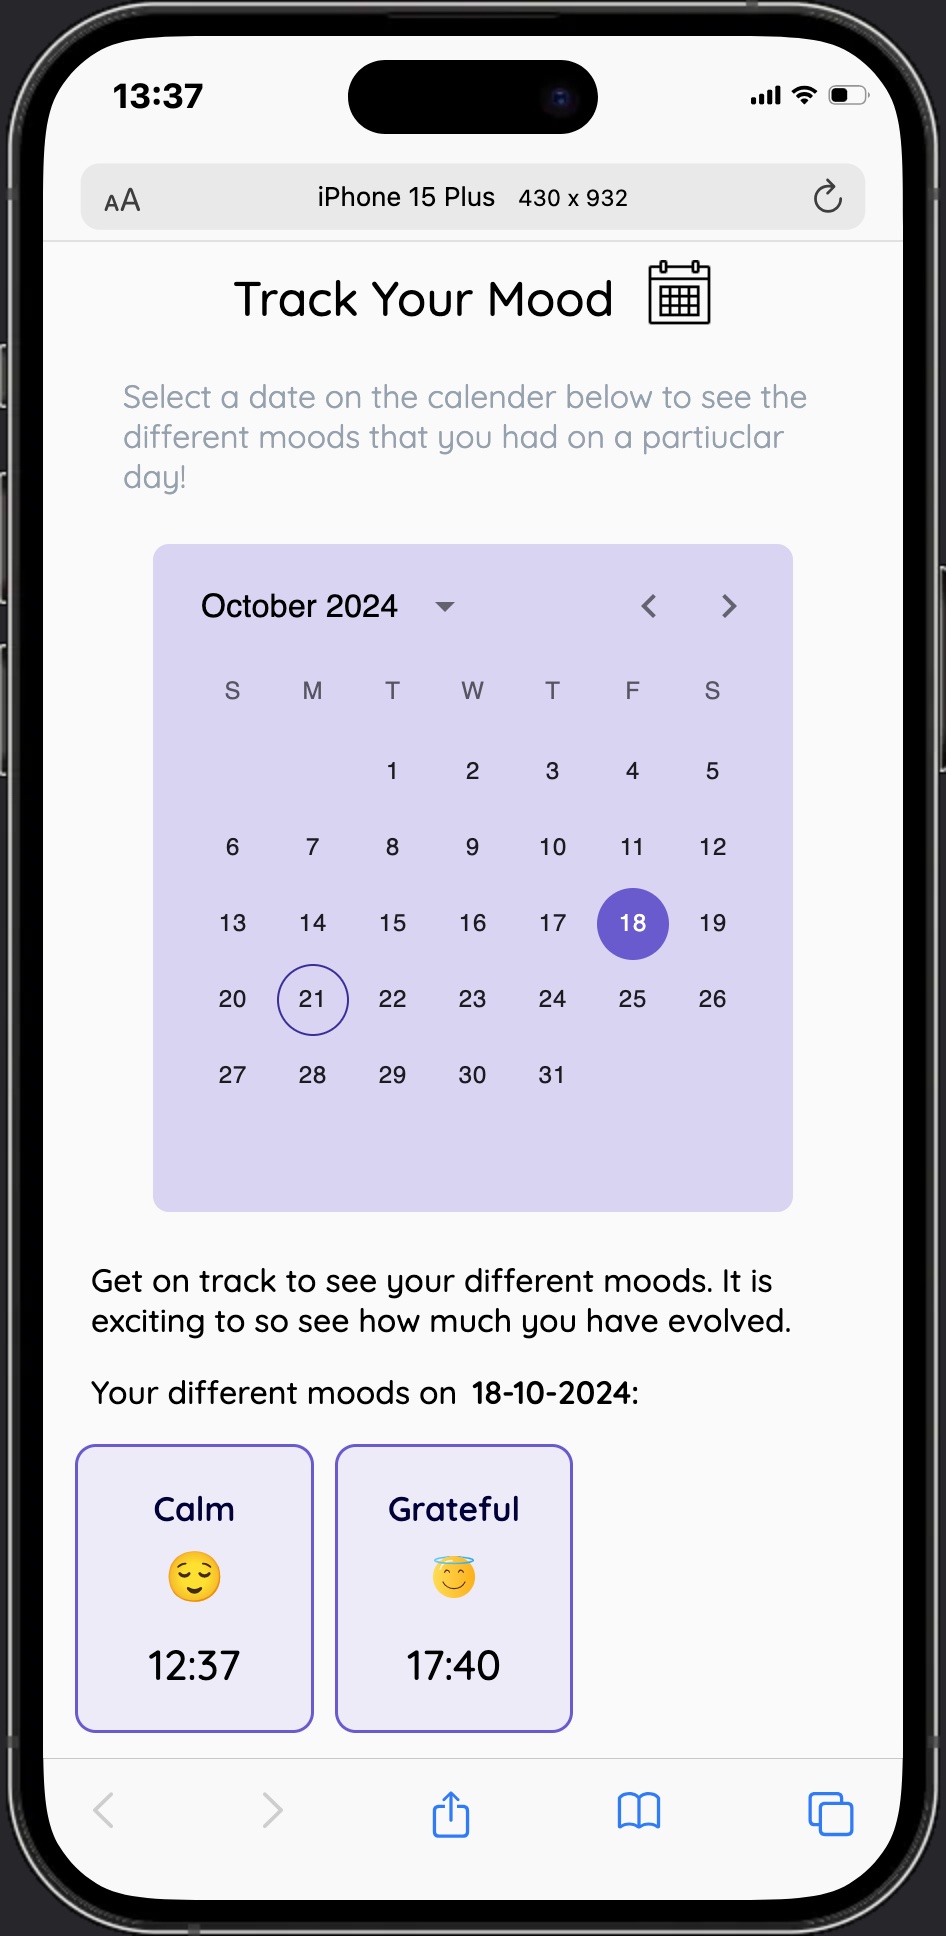 13:37
AA iPhone 15 Plus 430 x 932
Track Your Mood
Select a date on the calender below to see the
different moods that you had on a partiuclar
day!
October 2024
S M T W T F S
1 2 3 4 5
6 7 8 9 10 11 12
13 14 15 16 17 18 19
20 21 22 23 24 25 26
27 28 29 30 31
Get on track to see your different moods. It is
exciting to so see how much you have evolved.
Your different moods on 18-10-2024:
Calm Grateful
12:37 17:40